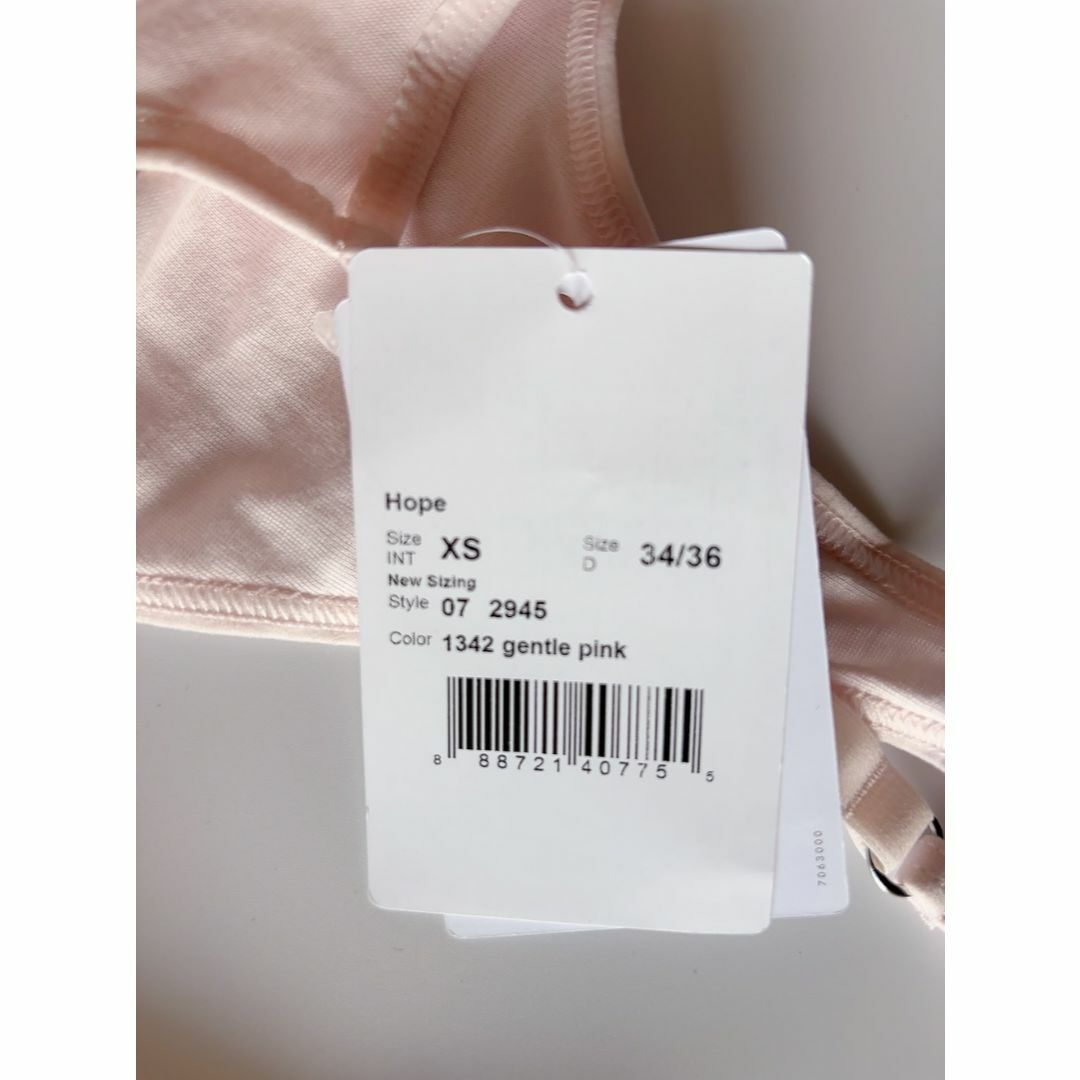 Hope
Size INT XS Size D 34/36
New Sizing
Style 07 2945
Color 1342 gentle pink
8 88721 40775 5
7063000